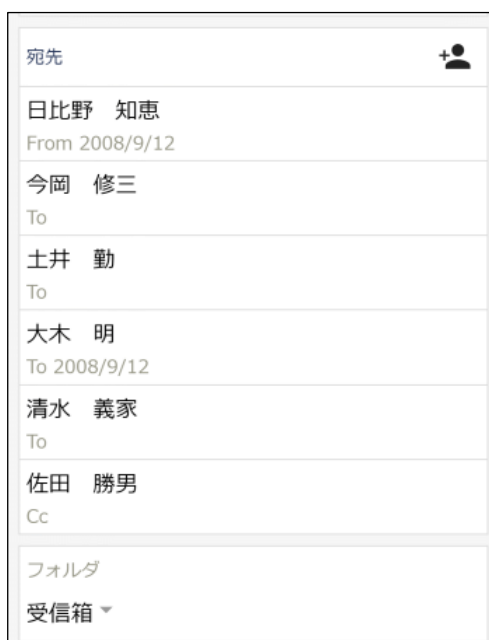 宛先
日比野　知恵
From 2008/9/12
今岡　修三
To
土井　勤
To
大木　明
To 2008/9/12
清水　義家
To
佐田　勝男
Cc
フォルダ
受信箱